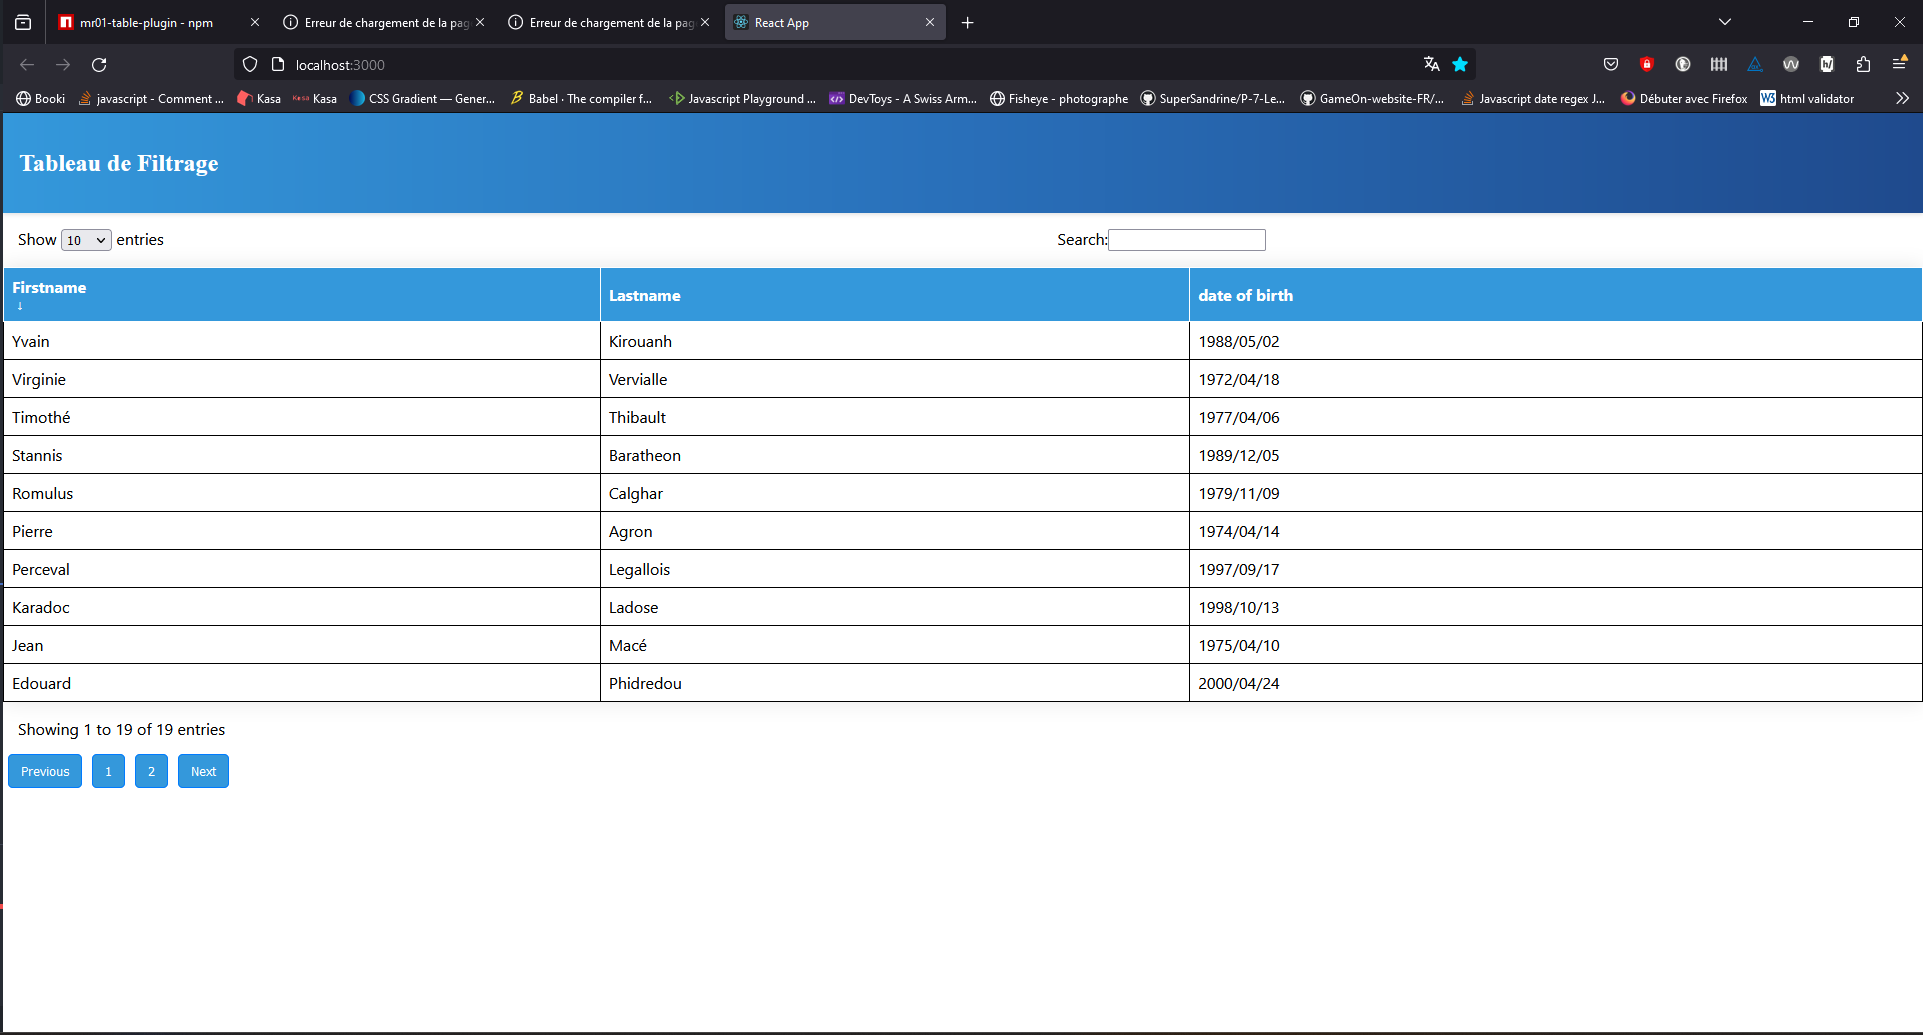 mr01-table-plugin - npm
Erreur de chargement de la pag
Erreur de chargement de la pag
React App
localhost:3000
Booki
javascript - Comment ...
Kasa
Kasa
CSS Gradient — Gener...
Babel · The compiler f...
Javascript Playground ...
DevToys - A Swiss Arm...
Fisheye - photographe
SuperSandrine/P-7-Le...
GameOn-website-FR/...
Javascript date regex J...
Débuter avec Firefox
W3 html validator
Tableau de Filtrage
Show 10 entries
Search:
Firstname ↓
Lastname
date of birth
Yvain Kirouanh 1988/05/02
Virginie Vervialle 1972/04/18
Timothé Thibault 1977/04/06
Stannis Baratheon 1989/12/05
Romulus Calghar 1979/11/09
Pierre Agron 1974/04/14
Perceval Legallois 1997/09/17
Karadoc Ladose 1998/10/13
Jean Macé 1975/04/10
Edouard Phidredou 2000/04/24
Showing 1 to 19 of 19 entries
Previous 1 2 Next